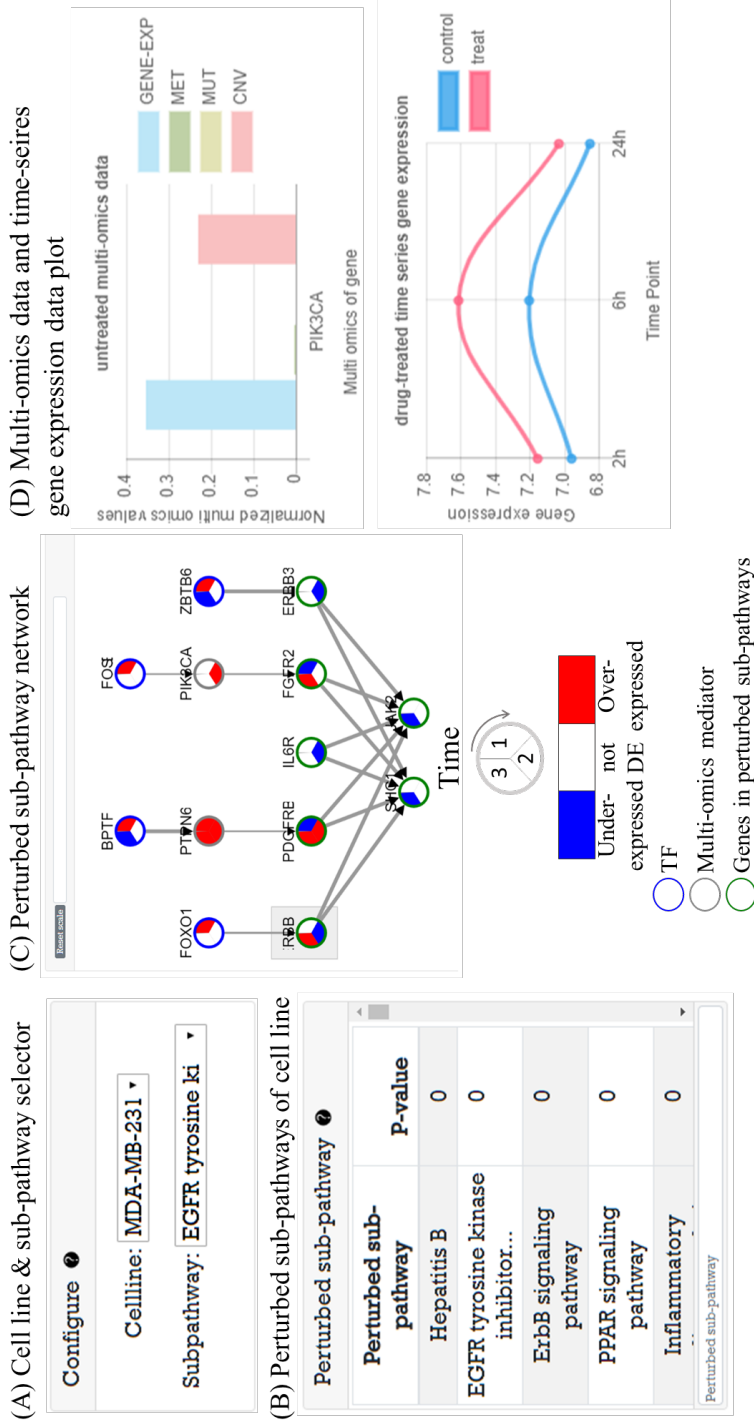 (A) Cell line & sub-pathway selector
Configure ?
Cellline: MDA-MB-231
Subpathway: EGFR tyrosine ki
(B) Perturbed sub-pathways of cell line
Perturbed sub-pathway ?
Perturbed sub-
pathway
P-value
Hepatitis B
0
EGFR tyrosine kinase
inhibitor...
0
ErbB signaling
pathway
0
PPAR signaling
pathway
0
Inflammatory
0
Perturbed sub-pathway
(C) Perturbed sub-pathway network
Reset scale
BPTF
FOXO1
PTPN6
PIK3CA
ZBTB6
RBB
IL6R
FGFR2
ERBB3
Time
3 1
2
Under-
expressed
not
DE
Over-
expressed
TF
Multi-omics mediator
Genes in perturbed sub-pathways
(D) Multi-omics data and time-seires
gene expression data plot
untreated multi-omics data
GENE-EXP
MET
MUT
CNV
Normalized multi omics values
0.4
0.3
0.2
0.1
0
PIK3CA
Multi omics of gene
drug-treated time series gene expression
control
treat
Gene expression
7.8
7.6
7.4
7.2
7.0
6.8
2h
6h
24h
Time Point